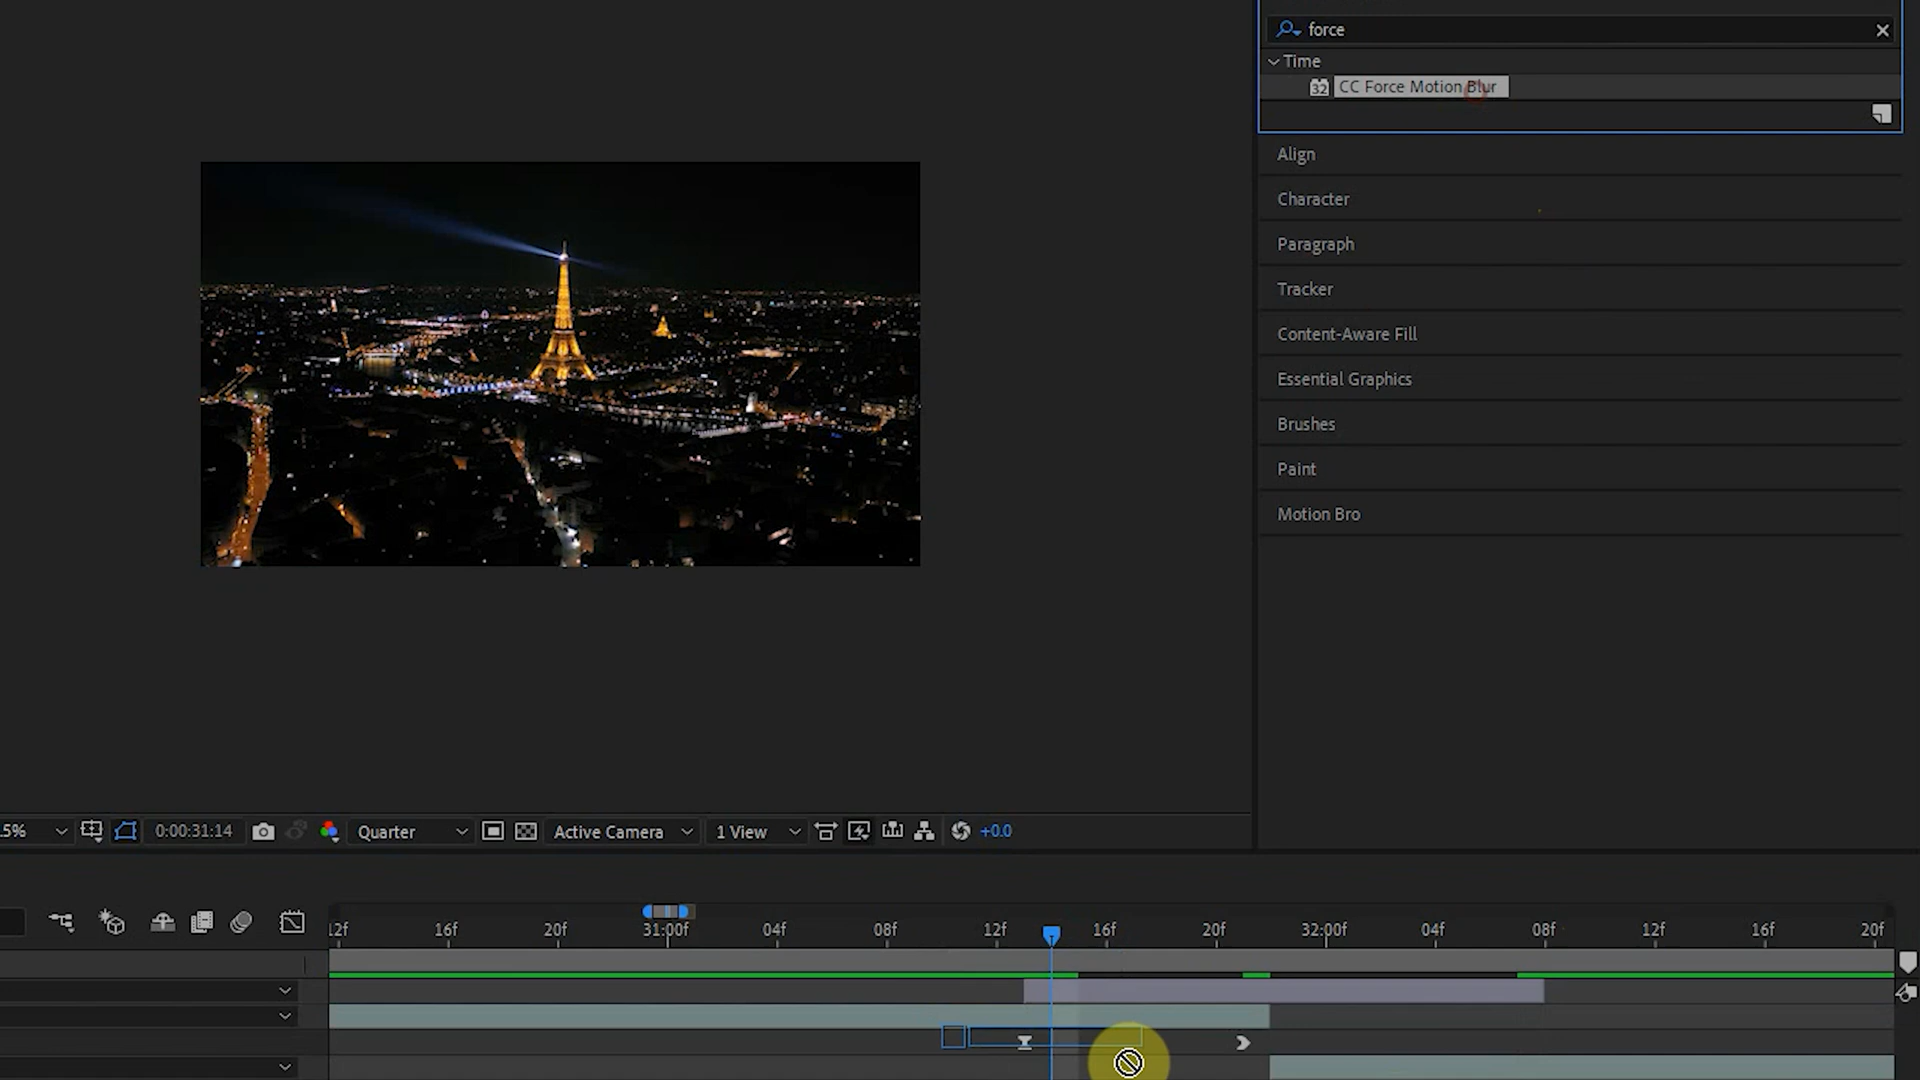 force
Time
32 CC Force Motion Blur
Align
Character
Paragraph
Tracker
Content-Aware Fill
Essential Graphics
Brushes
Paint
Motion Bro
.5% 0:00:31:14 Quarter Active Camera 1 View +0.0
12f 16f 20f 31:00f 04f 08f 12f 16f 20f 32:00f 04f 08f 12f 16f 20f